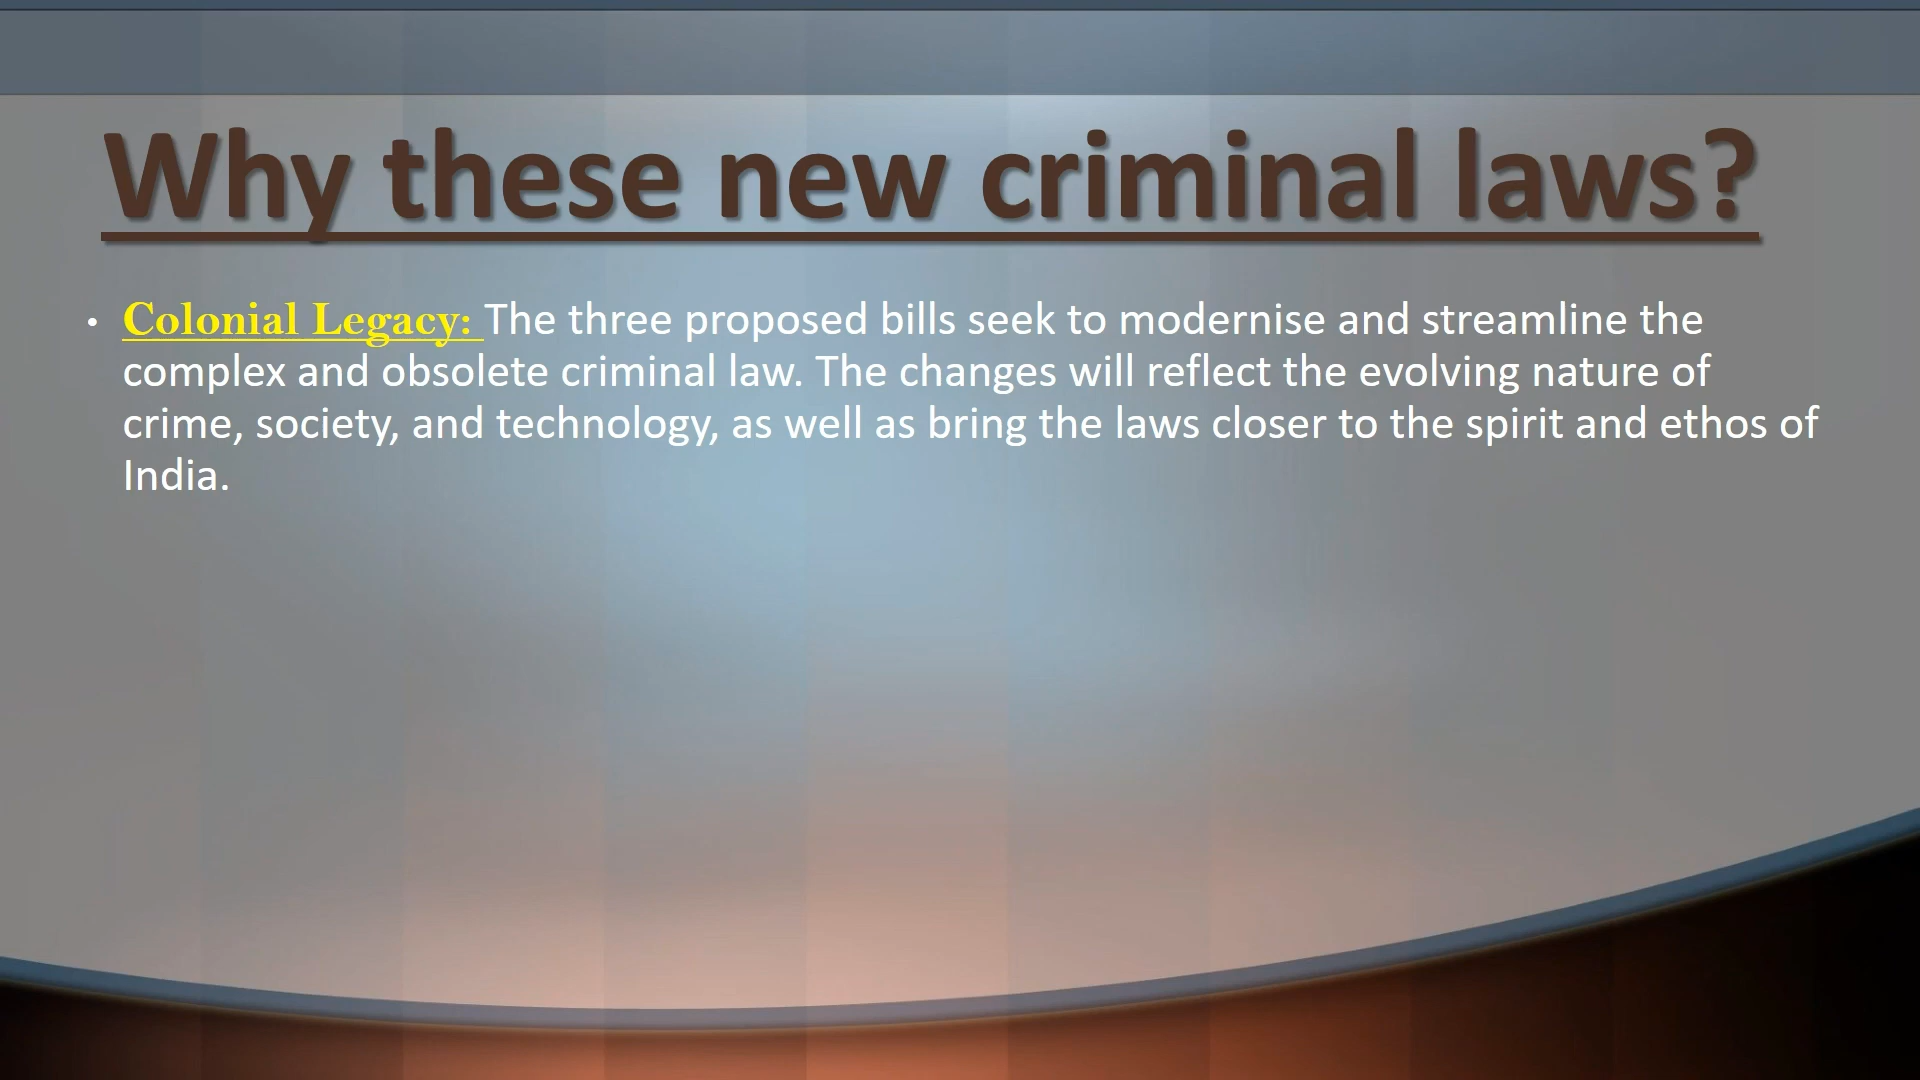 Why these new criminal laws?
• Colonial Legacy: The three proposed bills seek to modernise and streamline the
complex and obsolete criminal law. The changes will reflect the evolving nature of
crime, society, and technology, as well as bring the laws closer to the spirit and ethos of
India.